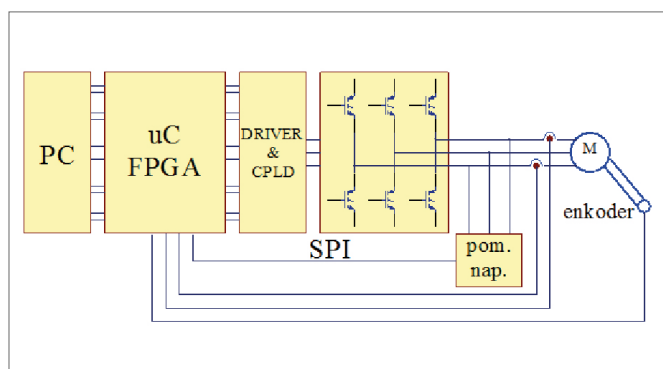 PC
uC
FPGA
DRIVER
&
CPLD
M
enkoder
SPI
pom.
nap.